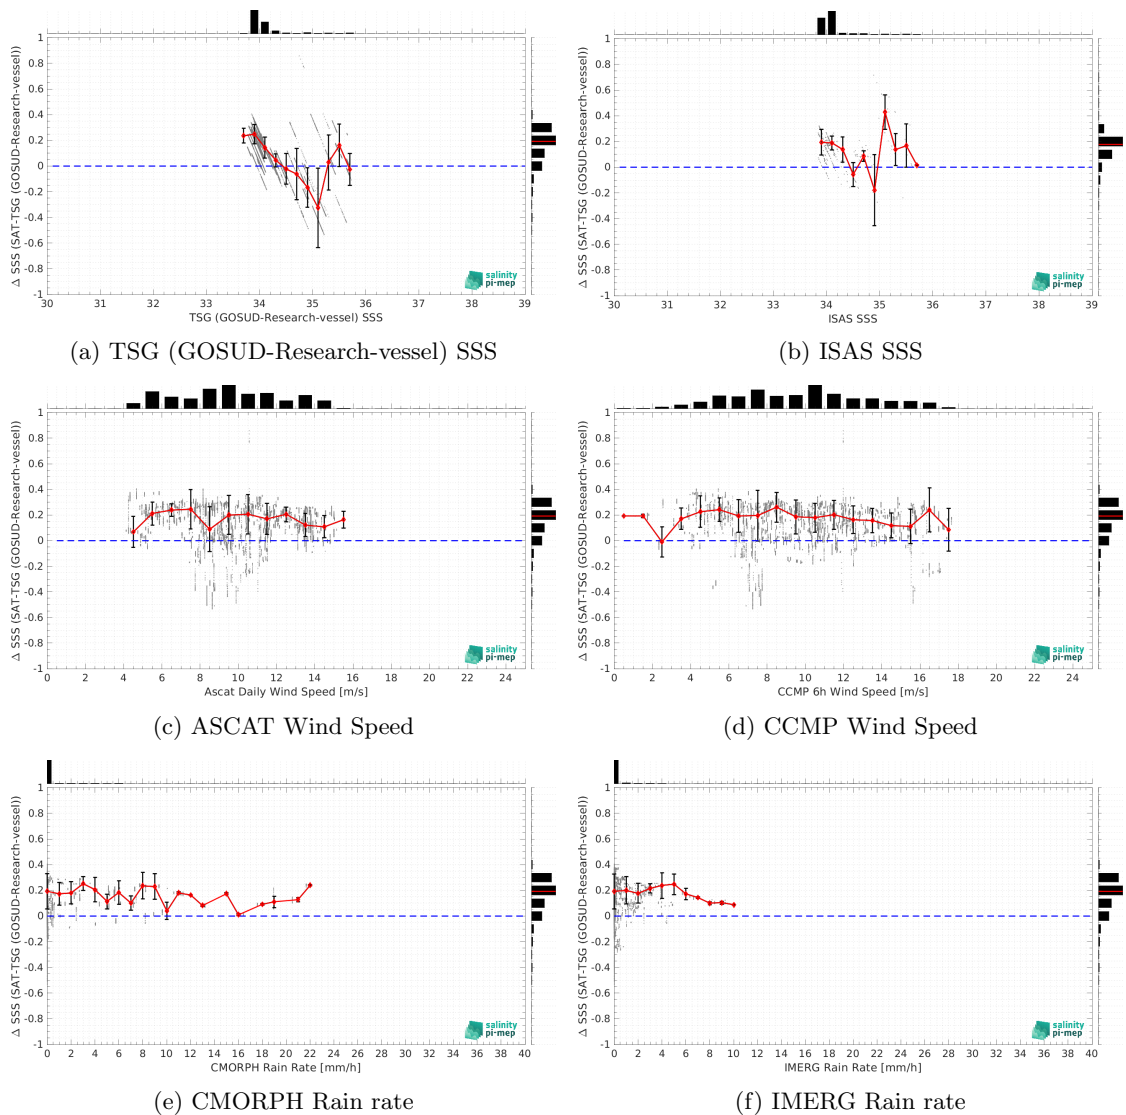 1
0.8
0.6
0.4
0.2
0
-0.2
-0.4
-0.6
-0.8
-1
Δ SSS (SAT-TSG (GOSUD-Research-vessel))
30 31 32 33 34 35 36 37 38 39
TSG (GOSUD-Research-vessel) SSS
salinity
pi-mep
(a) TSG (GOSUD-Research-vessel) SSS
1
0.8
0.6
0.4
0.2
0
-0.2
-0.4
-0.6
-0.8
-1
Δ SSS (SAT-TSG (GOSUD-Research-vessel))
30 31 32 33 34 35 36 37 38 39
ISAS SSS
salinity
pi-mep
(b) ISAS SSS
1
0.8
0.6
0.4
0.2
0
-0.2
-0.4
-0.6
-0.8
-1
Δ SSS (SAT-TSG (GOSUD-Research-vessel))
0 2 4 6 8 10 12 14 16 18 20 22 24
Ascat Daily Wind Speed [m/s]
salinity
pi-mep
(c) ASCAT Wind Speed
1
0.8
0.6
0.4
0.2
0
-0.2
-0.4
-0.6
-0.8
-1
Δ SSS (SAT-TSG (GOSUD-Research-vessel))
0 2 4 6 8 10 12 14 16 18 20 22 24
CCMP 6h Wind Speed [m/s]
salinity
pi-mep
(d) CCMP Wind Speed
1
0.8
0.6
0.4
0.2
0
-0.2
-0.4
-0.6
-0.8
-1
Δ SSS (SAT-TSG (GOSUD-Research-vessel))
0 2 4 6 8 10 12 14 16 18 20 22 24 26 28 30 32 34 36 38 40
CMORPH Rain Rate [mm/h]
salinity
pi-mep
(e) CMORPH Rain rate
1
0.8
0.6
0.4
0.2
0
-0.2
-0.4
-0.6
-0.8
-1
Δ SSS (SAT-TSG (GOSUD-Research-vessel))
0 2 4 6 8 10 12 14 16 18 20 22 24 26 28 30 32 34 36 38 40
IMERG Rain Rate [mm/h]
salinity
pi-mep
(f) IMERG Rain rate